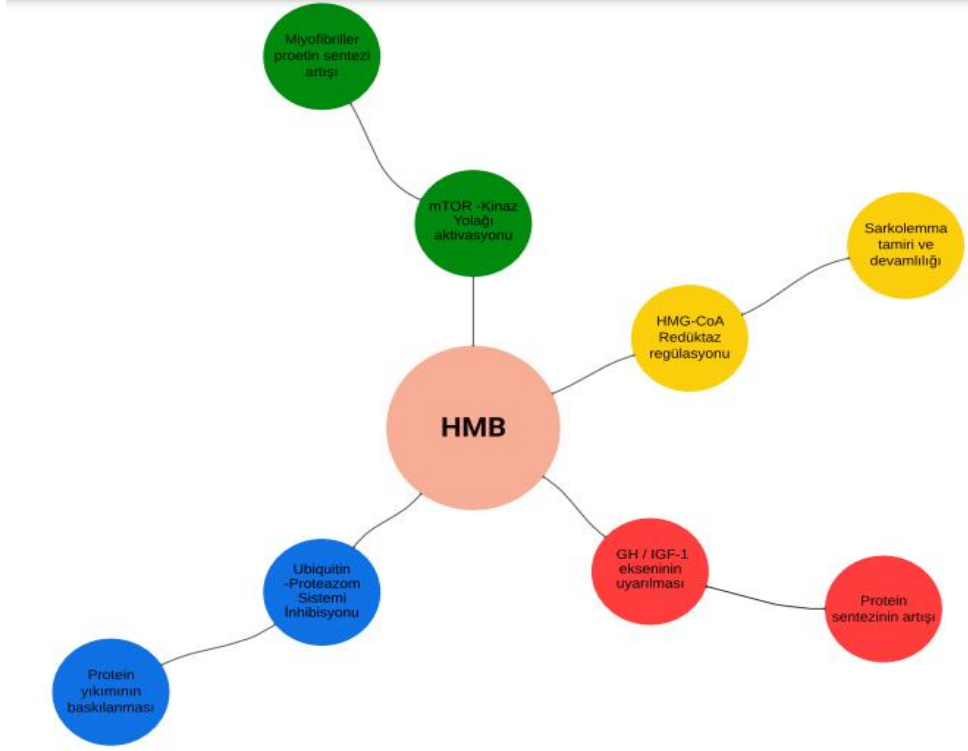 Miyofibriller
proetin sentezi
artışı
mTOR -Kinaz
Yolağı
aktivasyonu
Sarkolemma
tamiri ve
devamlılığı
HMG-CoA
Redüktaz
regülasyonu
HMB
GH / IGF-1
ekseninin
uyarılması
Protein
sentezinin artışı
Ubiquitin
-Proteazom
Sistemi
İnhibisyonu
Protein
yıkımının
baskılanması